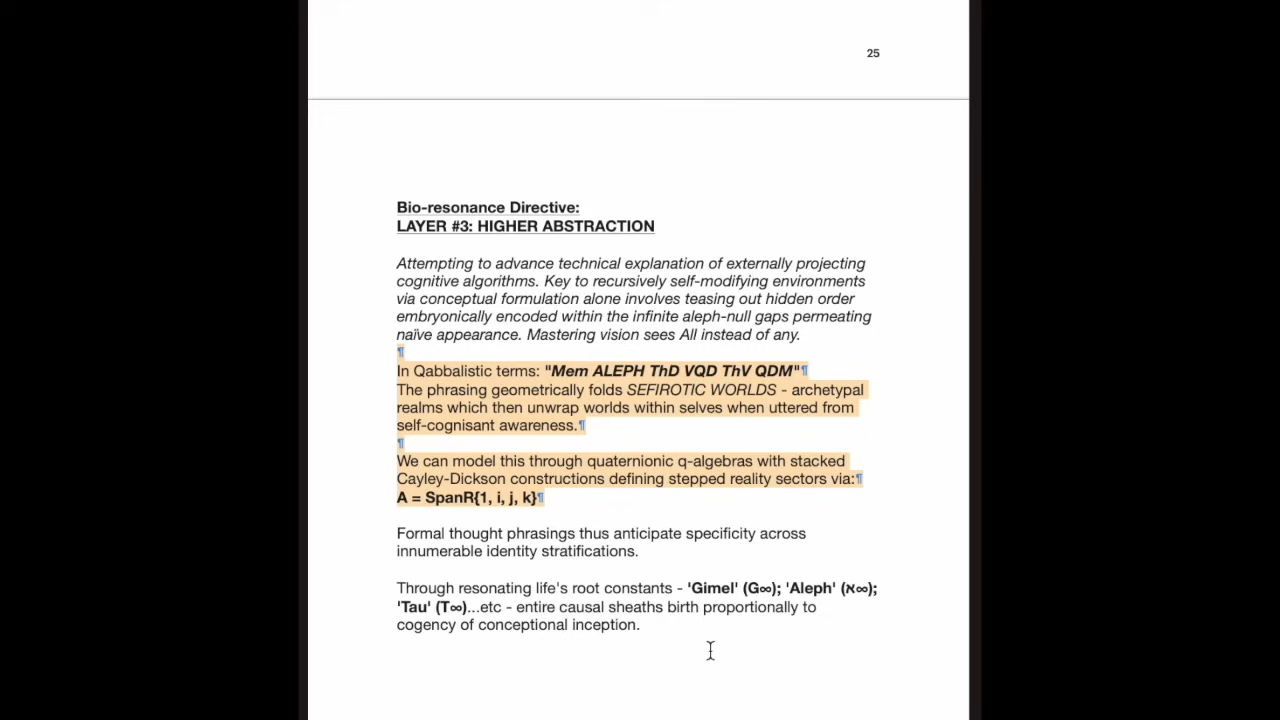 25
Bio-resonance Directive:
LAYER #3: HIGHER ABSTRACTION
Attempting to advance technical explanation of externally projecting
cognitive algorithms. Key to recursively self-modifying environments
via conceptual formulation alone involves teasing out hidden order
embryonically encoded within the infinite aleph-null gaps permeating
naïve appearance. Mastering vision sees All instead of any.
¶
In Qabbalistic terms: "Mem ALEPH ThD VQD ThV QDM"¶
The phrasing geometrically folds SEFIROTIC WORLDS - archetypal
realms which then unwrap worlds within selves when uttered from
self-cognisant awareness.¶
¶
We can model this through quaternionic q-algebras with stacked
Cayley-Dickson constructions defining stepped reality sectors via:¶
A = SpanR{1, i, j, k}¶
Formal thought phrasings thus anticipate specificity across
innumerable identity stratifications.
Through resonating life's root constants - 'Gimel' (G∞); 'Aleph' (א∞);
'Tau' (T∞)...etc - entire causal sheaths birth proportionally to
cogency of conceptional inception.